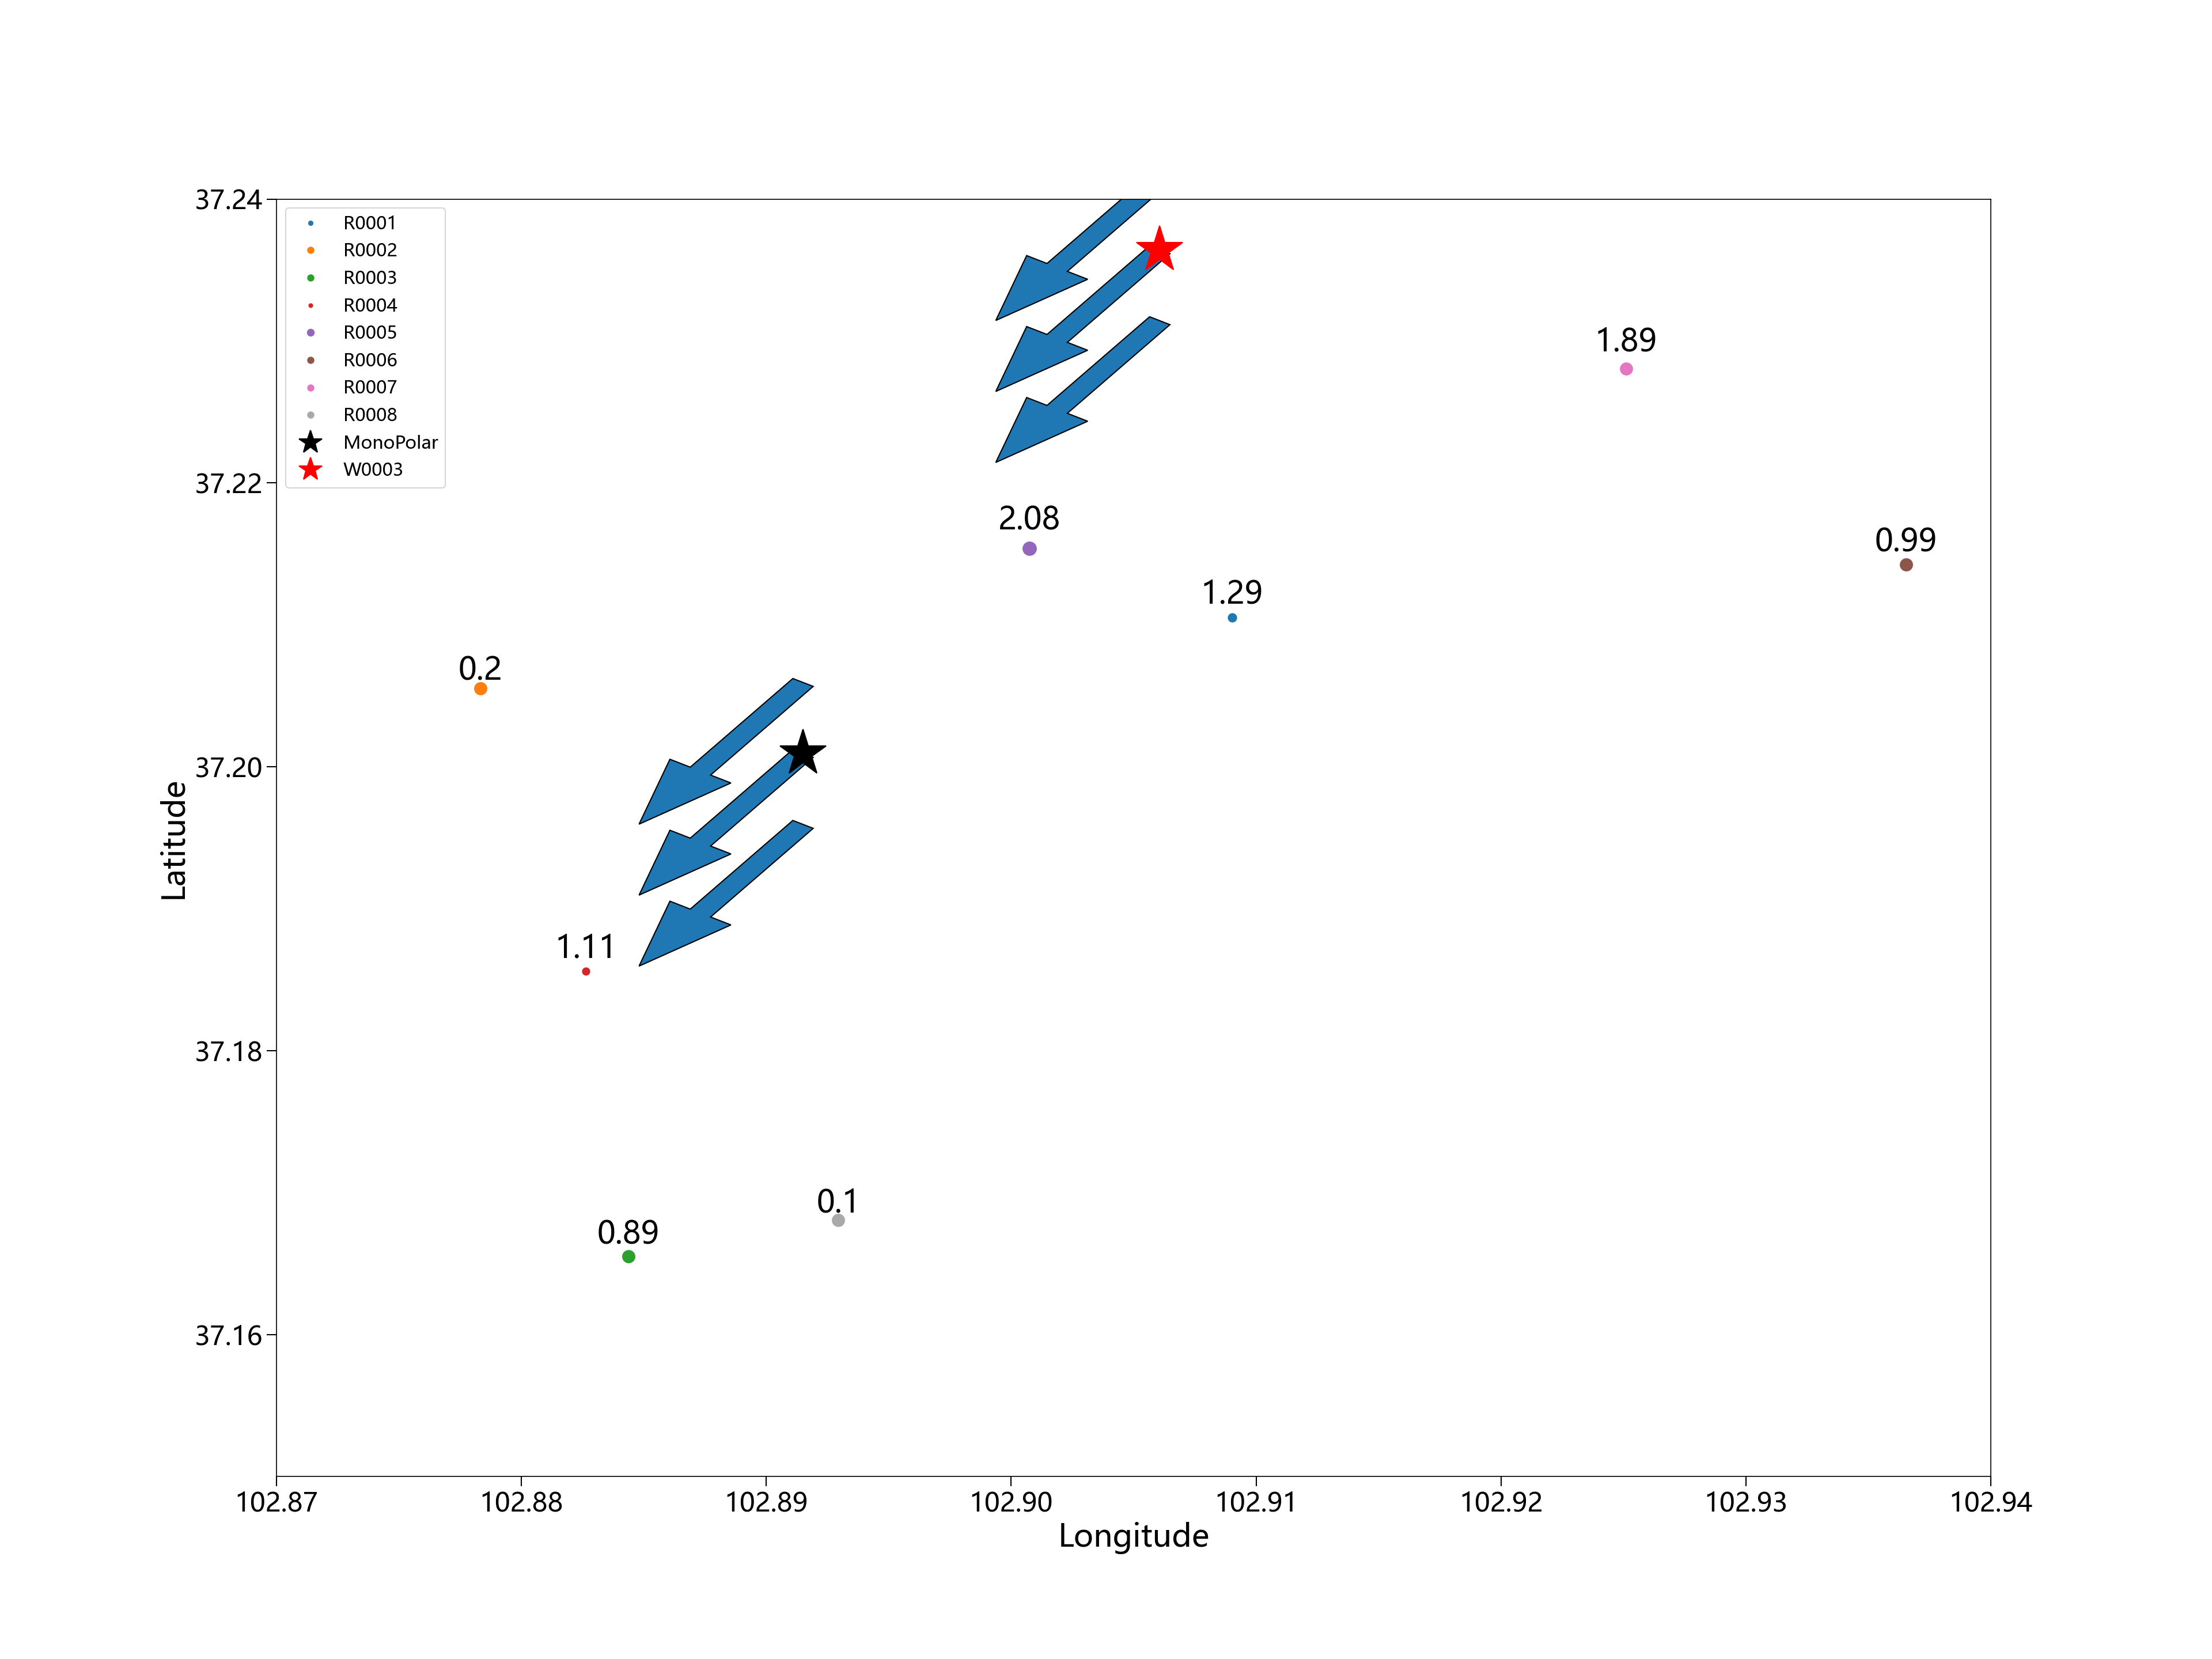 37.24
37.22
37.20
37.18
37.16
Latitude
R0001
R0002
R0003
R0004
R0005
R0006
R0007
R0008
MonoPolar
W0003
1.89
2.08
0.99
1.29
0.2
1.11
0.1
0.89
102.87 102.88 102.89 102.90 102.91 102.92 102.93 102.94
Longitude